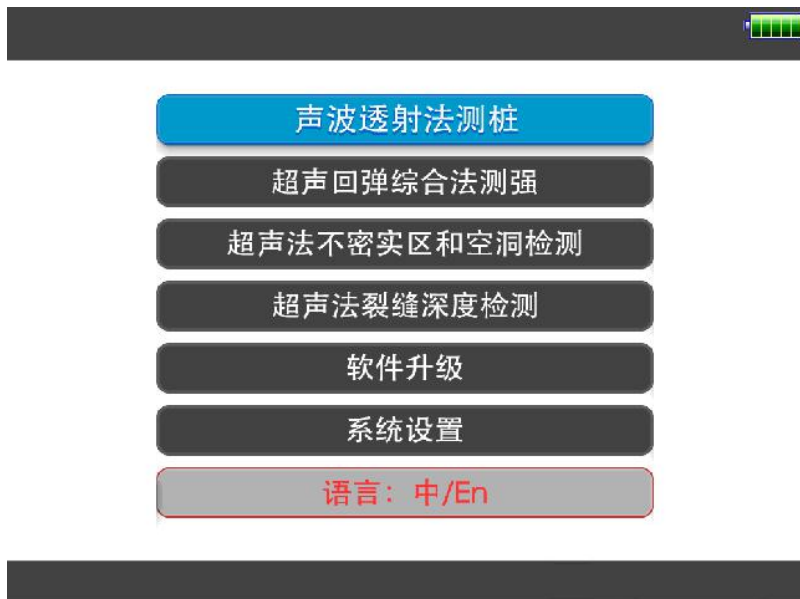 声波透射法测桩
超声回弹综合法测强
超声法不密实区和空洞检测
超声法裂缝深度检测
软件升级
系统设置
语言：中/En